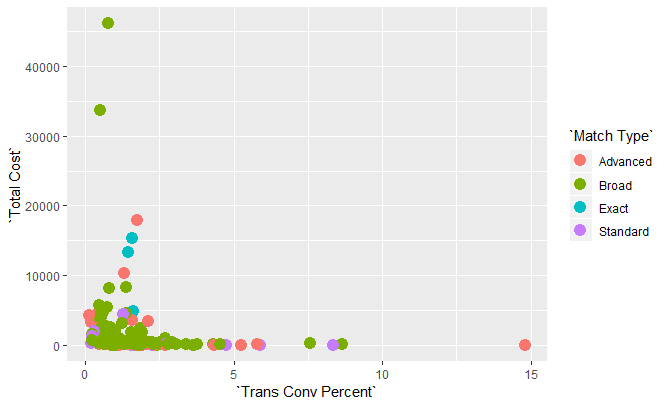 `Total Cost`
40000
30000
20000
10000
0
0
5
10
15
`Trans Conv Percent`
`Match Type`
Advanced
Broad
Exact
Standard